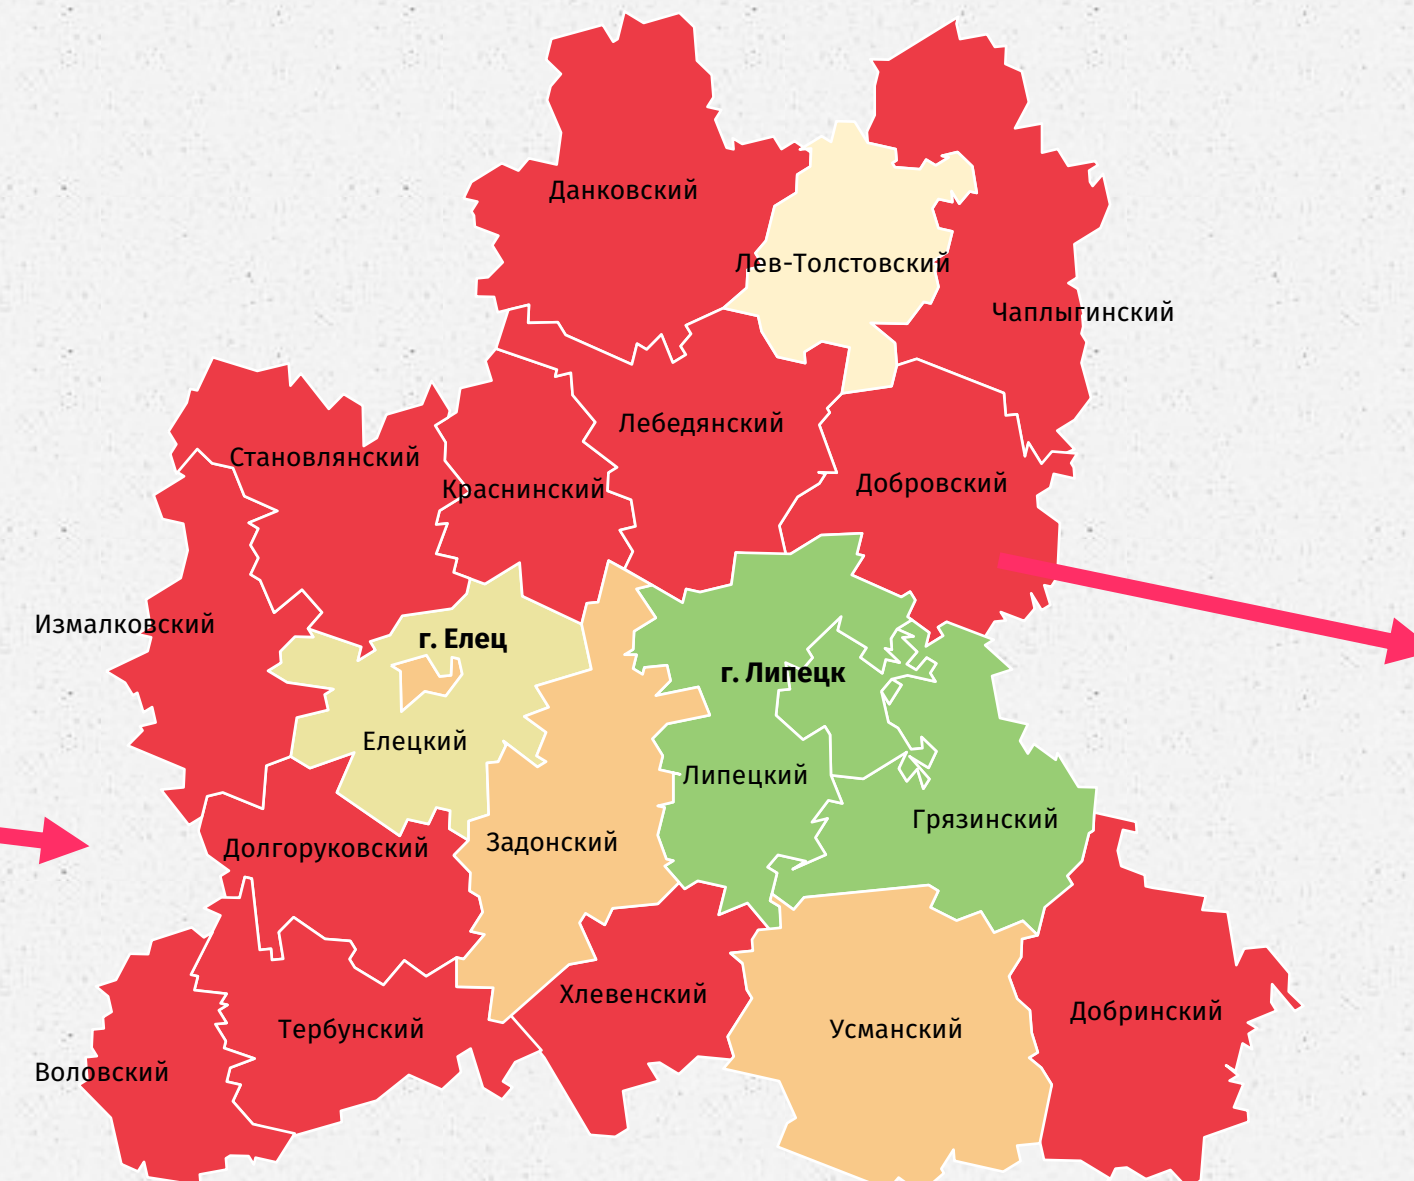 Данковский
Лев-Толстовский
Чаплыгинский
Лебедянский
Становлянский
Краснинский
Добровский
Измалковский
г. Елец
г. Липецк
Елецкий
Липецкий
Грязинский
Долгоруковский
Задонский
Хлевенский
Добринский
Тербунский
Усманский
Воловский